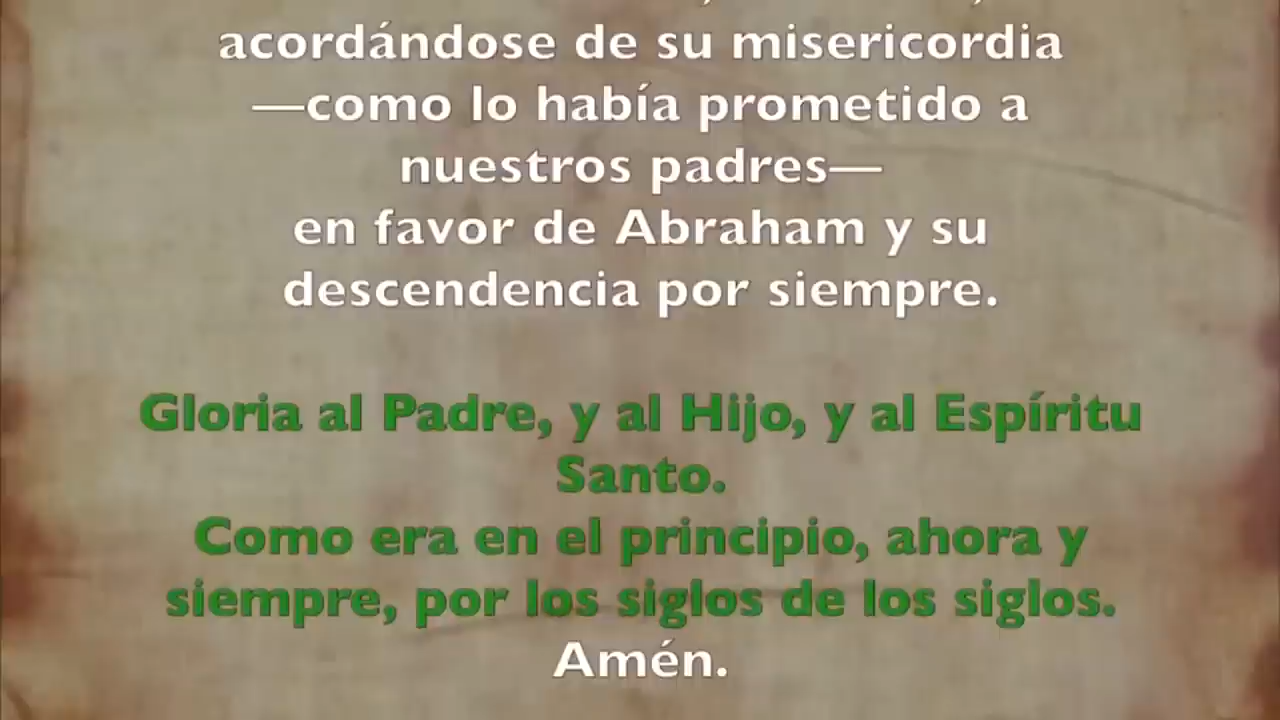 acordándose de su misericordia
—como lo había prometido a
nuestros padres—
en favor de Abraham y su
descendencia por siempre.
Gloria al Padre, y al Hijo, y al Espíritu
Santo.
Como era en el principio, ahora y
siempre, por los siglos de los siglos.
Amén.